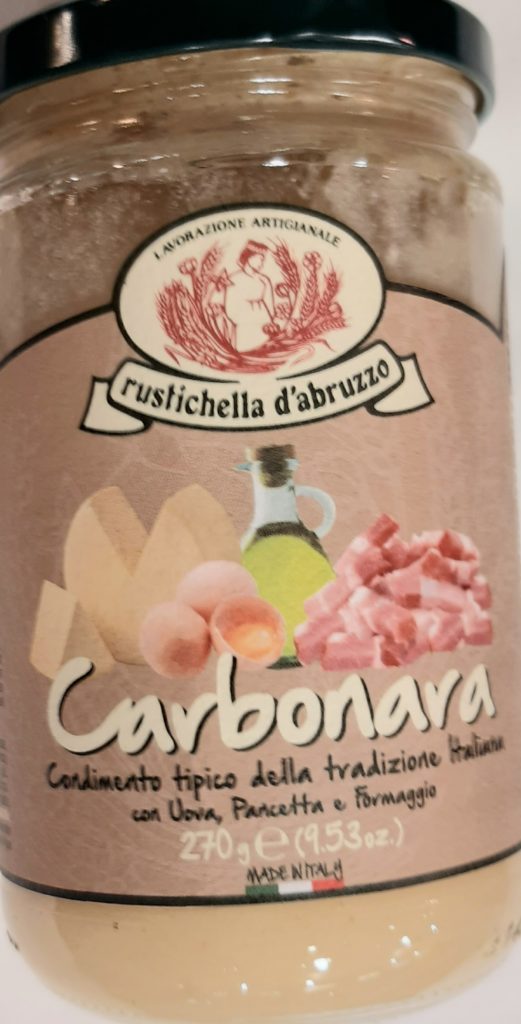 LAVORAZIONE ARTIGIANALE
rustichella d'abruzzo
Carbonara
Condimento tipico della tradizione Italiana
con Uova, Pancetta e Formaggio
270 g ℮ (9.53 oz.)
MADE IN ITALY